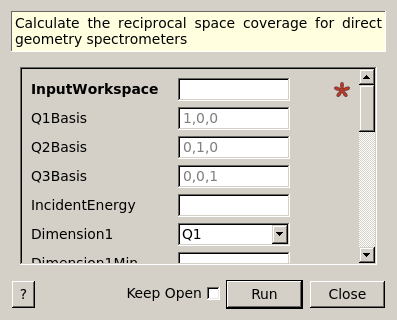 Calculate the reciprocal space coverage for direct
geometry spectrometers
InputWorkspace
Q1Basis 1,0,0
Q2Basis 0,1,0
Q3Basis 0,0,1
IncidentEnergy
Dimension1 Q1
Dimension1Min
? Keep Open Run Close